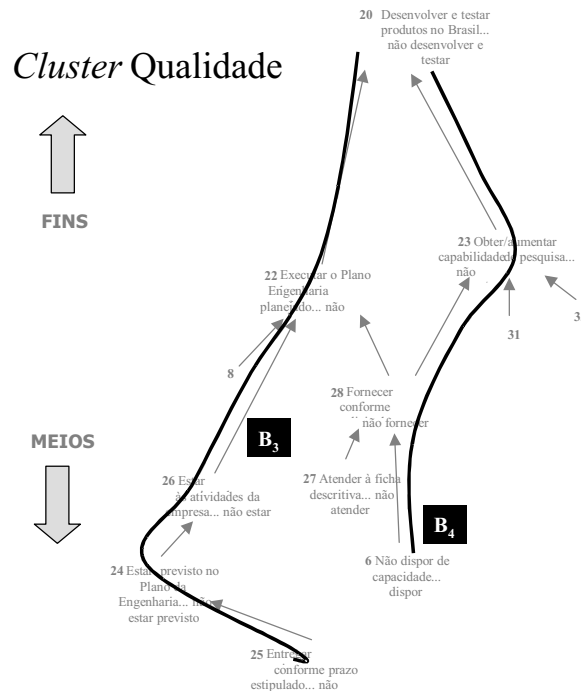 20 Desenvolver e testar
produtos no Brasil...
não desenvolver e
testar
Cluster Qualidade
FINS
23 Obter/aumentar
capabilidade de pesquisa...
não
22 Executar o Plano
Engenharia
planejado... não
3
31
8
28 Fornecer
conforme
não fornecer
MEIOS
B3
26 Estar
às atividades da
empresa... não estar
27 Atender à ficha
descritiva... não
atender
B4
6 Não dispor de
capacidade...
dispor
24 Estar previsto no
Plano da
Engenharia... não
estar previsto
25 Entregar
conforme prazo
estipulado... não